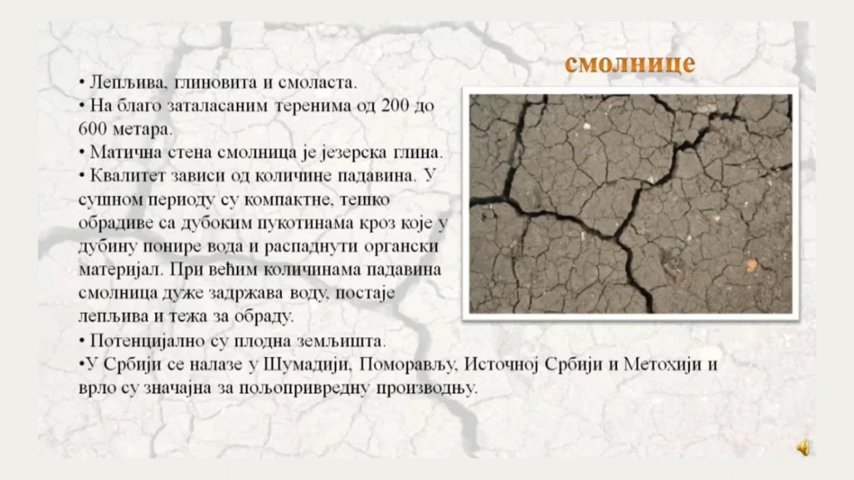 смолнице
• Лепљива, глиновита и смоласта.
• На благо заталасаним теренима од 200 до
600 метара.
• Матична стена смолница је језерска глина.
• Квалитет зависи од количине падавина. У
сушном периоду су компактне, тешко
обрадиве са дубоким пукотинама кроз које у
дубину понире вода и распаднути органски
материјал. При већим количинама падавина
смолница дуже задржава воду, постаје
лепљива и тежа за обраду.
• Потенцијално су плодна земљишта.
•У Србији се налазе у Шумадији, Поморављу, Источној Србији и Метохији и
врло су значајна за пољопривредну производњу.